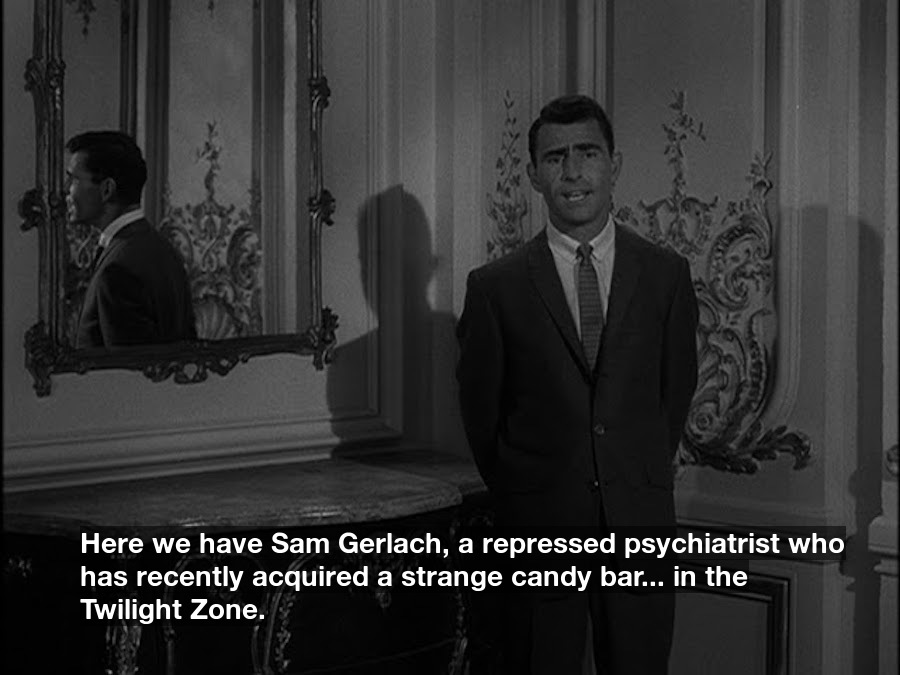 Here we have Sam Gerlach, a repressed psychiatrist who
has recently acquired a strange candy bar... in the
Twilight Zone.